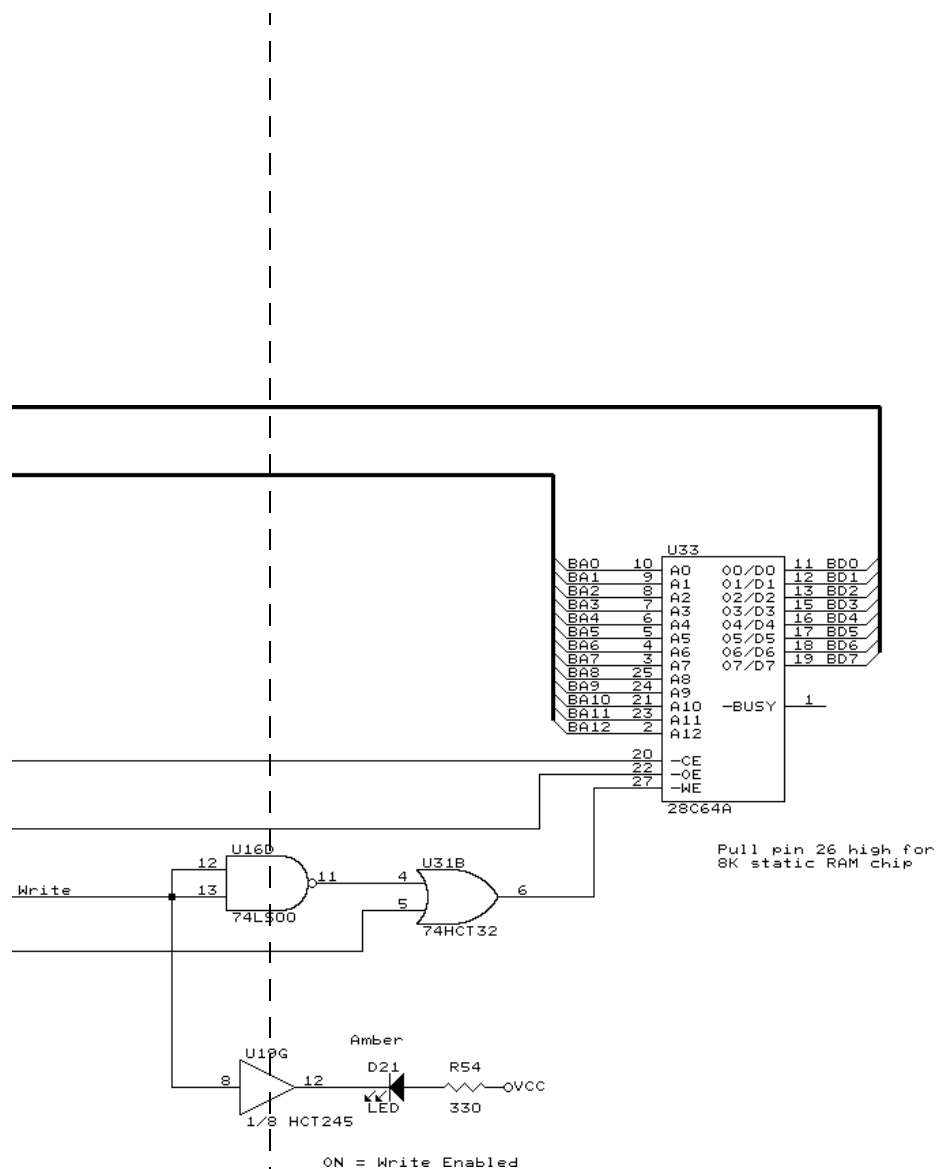 U33
BA0 10 A0 O0/D0 11 BD0
BA1 9 A1 O1/D1 12 BD1
BA2 8 A2 O2/D2 13 BD2
BA3 7 A3 O3/D3 15 BD3
BA4 6 A4 O4/D4 16 BD4
BA5 5 A5 O5/D5 17 BD5
BA6 4 A6 O6/D6 18 BD6
BA7 3 A7 O7/D7 19 BD7
BA8 25 A8
BA9 24 A9
BA10 21 A10 -BUSY 1
BA11 23 A11
BA12 2 A12
20 -CE
22 -OE
27 -WE
28C64A
Pull pin 26 high for
8K static RAM chip
U16D
12
11
Write 13
74LS00
U31B
4
6
5
74HCT32
Amber
U19G
D21 R54
8 12 VCC
LED 330
1/8 HCT245
ON = Write Enabled